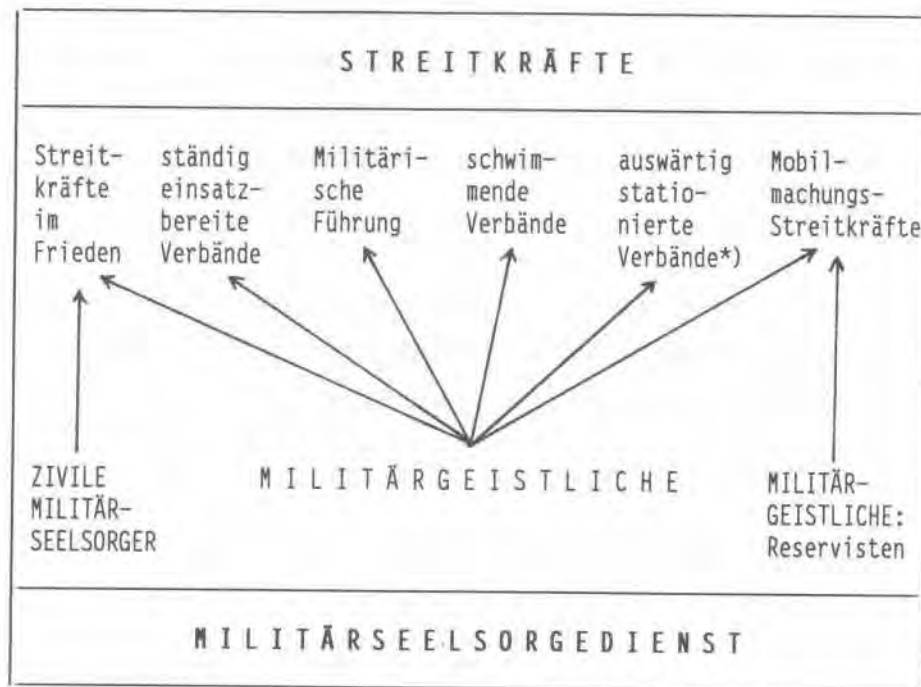 STREITKRÄFTE
Streit-
kräfte
im
Frieden
ständig
einsatz-
bereite
Verbände
Militäri-
sche
Führung
schwim-
mende
Verbände
auswärtig
statio-
nierte
Verbände*)
Mobil-
machungs-
Streitkräfte
ZIVILE
MILITÄR-
SEELSORGER
MILITÄRGEISTLICHE
MILITÄR-
GEISTLICHE:
Reservisten
MILITÄRSEELSORGEDIENST